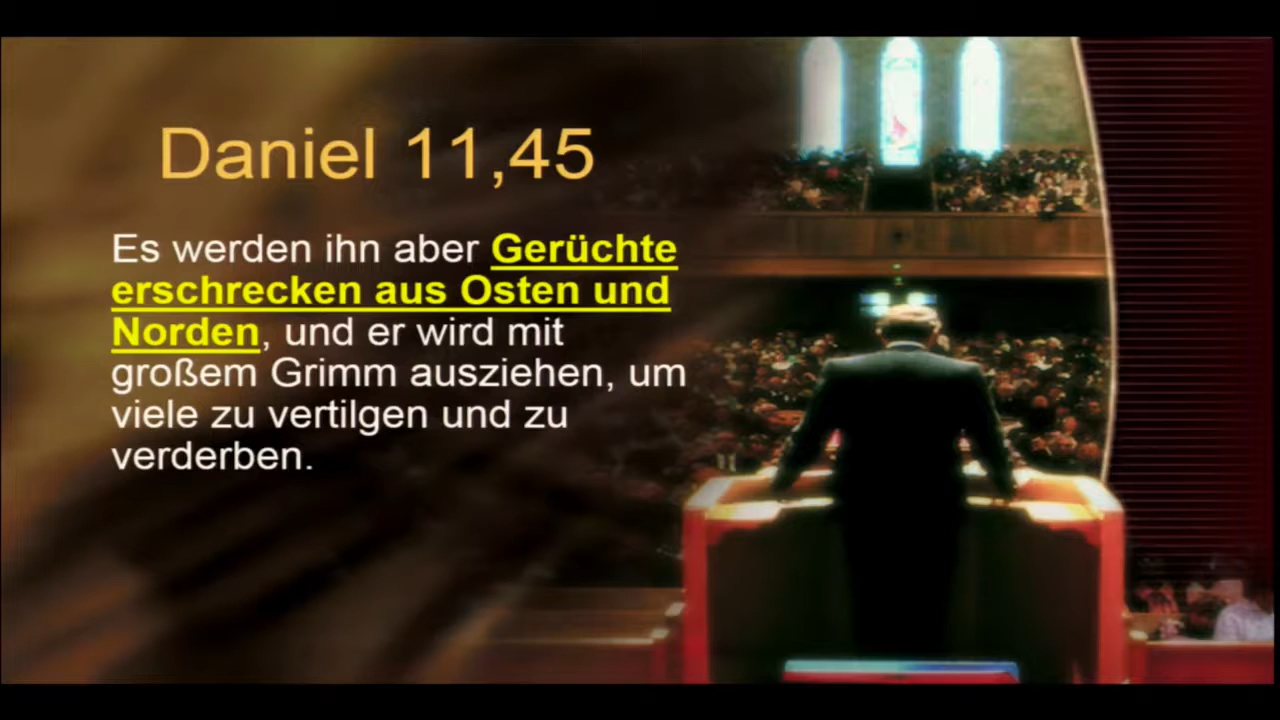 Daniel 11,45
Es werden ihn aber Gerüchte
erschrecken aus Osten und
Norden, und er wird mit
großem Grimm ausziehen, um
viele zu vertilgen und zu
verderben.